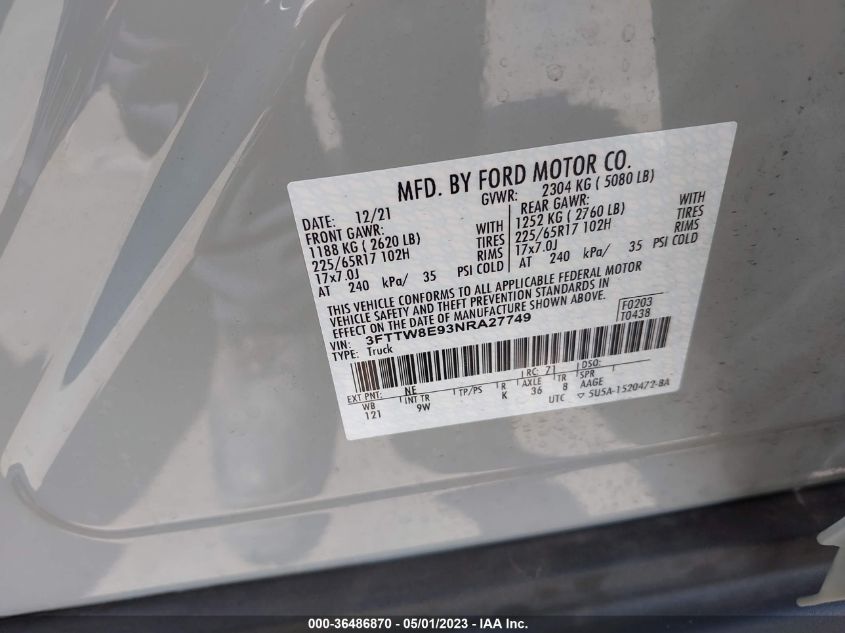 MFD. BY FORD MOTOR CO.
DATE: 12/21 GVWR: 2304 KG ( 5080 LB)
FRONT GAWR: WITH REAR GAWR: WITH
1188 KG ( 2620 LB) TIRES 1252 KG ( 2760 LB) TIRES
225/65R17 102H RIMS 225/65R17 102H RIMS
17x7.0J 17x7.0J
AT 240 kPa/ 35 PSI COLD AT 240 kPa/ 35 PSI COLD
THIS VEHICLE CONFORMS TO ALL APPLICABLE FEDERAL MOTOR
VEHICLE SAFETY AND THEFT PREVENTION STANDARDS IN
EFFECT ON THE DATE OF MANUFACTURE SHOWN ABOVE.
VIN: 3FTTW8E93NRA27749 F0203
TYPE: Truck T0438
EXT PNT: NE RC: 71 DSO:
WB INT TR TP/PS R AXLE TR SPR
121 9W K 36 8 AAGE
UTC ▽ 5U5A-1520472-BA
000-36486870 - 05/01/2023 - IAA Inc.